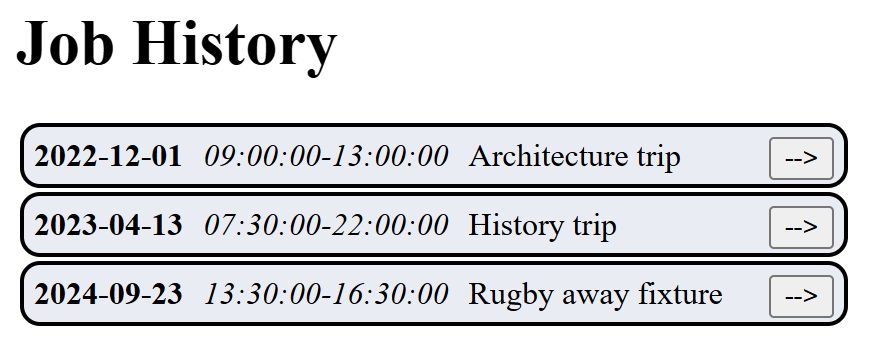 Job History
2022-12-01 09:00:00-13:00:00 Architecture trip -->
2023-04-13 07:30:00-22:00:00 History trip -->
2024-09-23 13:30:00-16:30:00 Rugby away fixture -->